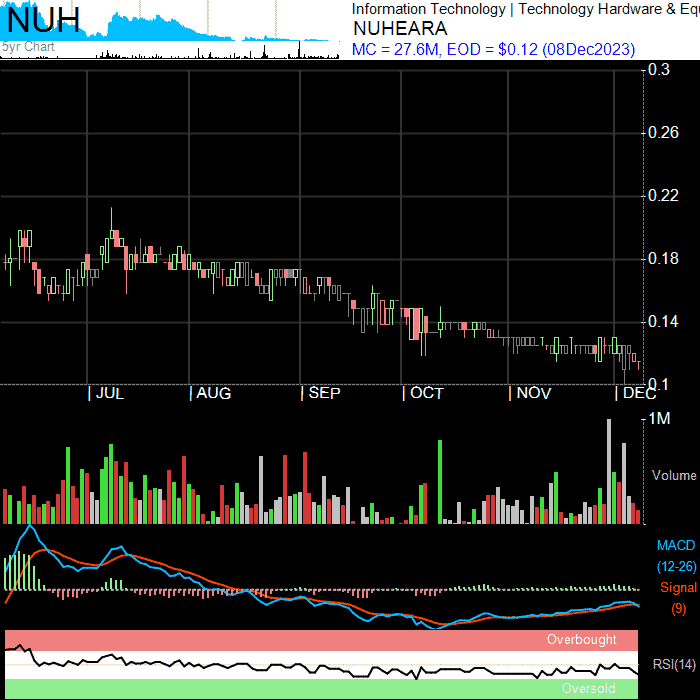 NUH
5yr Chart
Information Technology | Technology Hardware & Equ
NUHEARA
MC = 27.6M, EOD = $0.12 (08Dec2023)
0.3
0.26
0.22
0.18
0.14
0.1
| JUL | AUG | SEP | OCT | NOV | DEC
1M
Volume
MACD
(12-26)
Signal
(9)
Overbought
RSI(14)
Oversold